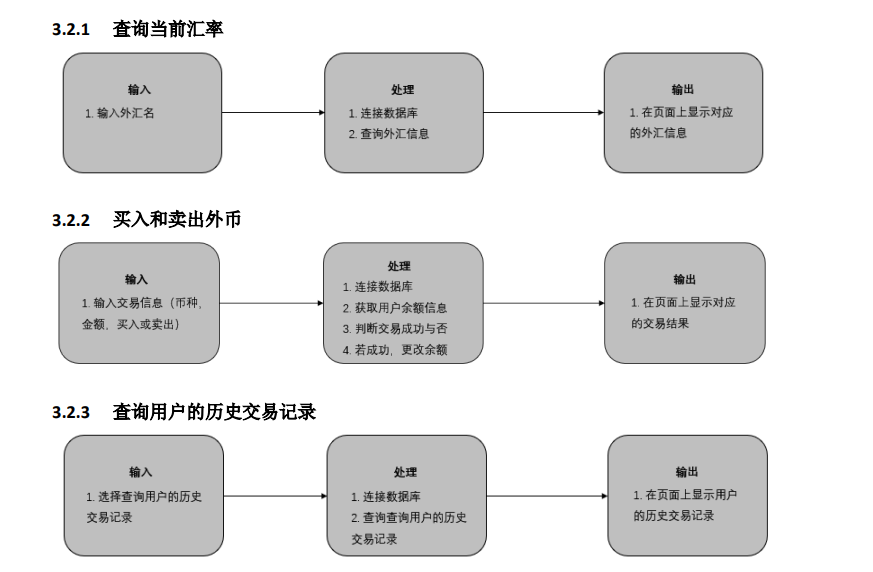 3.2.1 查询当前汇率
输入
1. 输入外汇名
处理
1. 连接数据库
2. 查询外汇信息
输出
1. 在页面上显示对应
的外汇信息
3.2.2 买入和卖出外币
输入
1. 输入交易信息（币种,
金额, 买入或卖出）
处理
1. 连接数据库
2. 获取用户余额信息
3. 判断交易成功与否
4. 若成功, 更改余额
输出
1. 在页面上显示对应
的交易结果
3.2.3 查询用户的历史交易记录
输入
1. 选择查询用户的历史
交易记录
处理
1. 连接数据库
2. 查询查询用户的历史
交易记录
输出
1. 在页面上显示用户
的历史交易记录